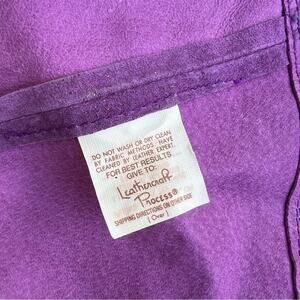 DO NOT WASH OR DRY CLEAN
BY FABRIC METHODS. HAVE
CLEANED BY LEATHER EXPERT.
FOR BEST RESULTS
GIVE TO:
Leathercraft
Process®
SHIPPING DIRECTIONS ON OTHER SIDE
(Over)